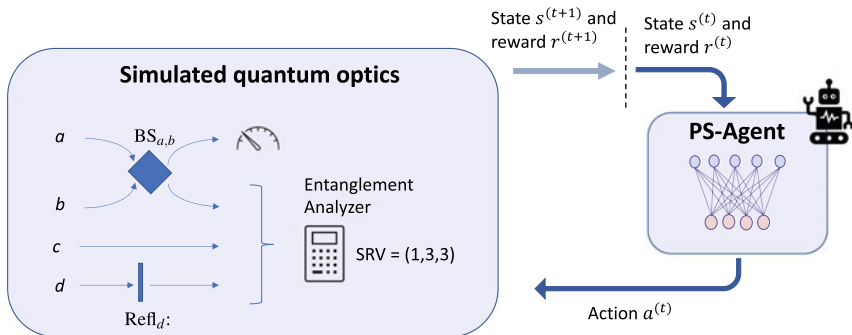 State s^(t+1) and
reward r^(t+1)
State s^(t) and
reward r^(t)
Simulated quantum optics
PS-Agent
a
BS_{a,b}
b
Entanglement
Analyzer
c
SRV = (1,3,3)
d
Refl_d:
Action a^(t)